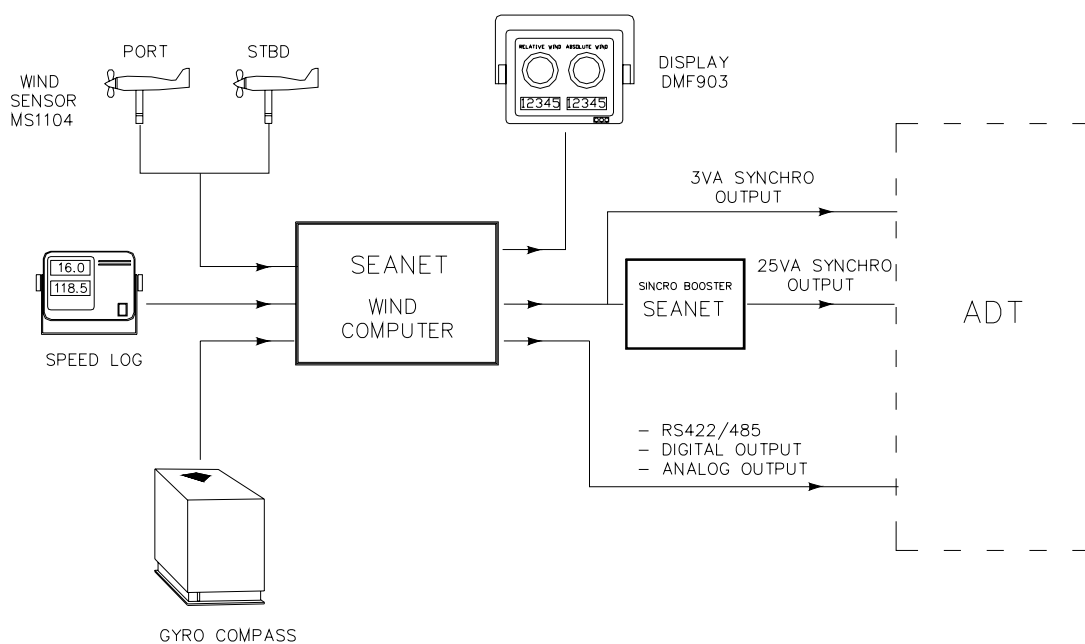 PORT
STBD
WIND
SENSOR
MS1104
RELATIVE WIND
ABSOLUTE WIND
12345
12345
DISPLAY
DMF903
3VA SYNCHRO
OUTPUT
SEANET
WIND
COMPUTER
16.0
118.5
SPEED LOG
SINCRO BOOSTER
SEANET
25VA SYNCHRO
OUTPUT
ADT
- RS422/485
- DIGITAL OUTPUT
- ANALOG OUTPUT
GYRO COMPASS